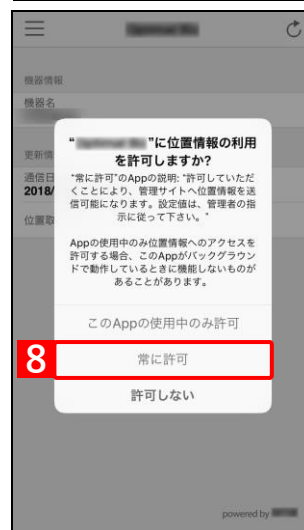 機器情報
機器名
"
"に位置情報の利用
を許可しますか?
"常に許可"のAppの説明: "許可していただ
くことにより、管理サイトへ位置情報を送
信可能になります。設定値は、管理者の指
示に従って下さい。"
Appの使用中のみ位置情報へのアクセスを
許可する場合、このAppがバックグラウン
ドで動作しているときに機能しないものが
あることがあります。
更新情
通信日
2018/
位置取
このAppの使用中のみ許可
8
常に許可
許可しない
powered by